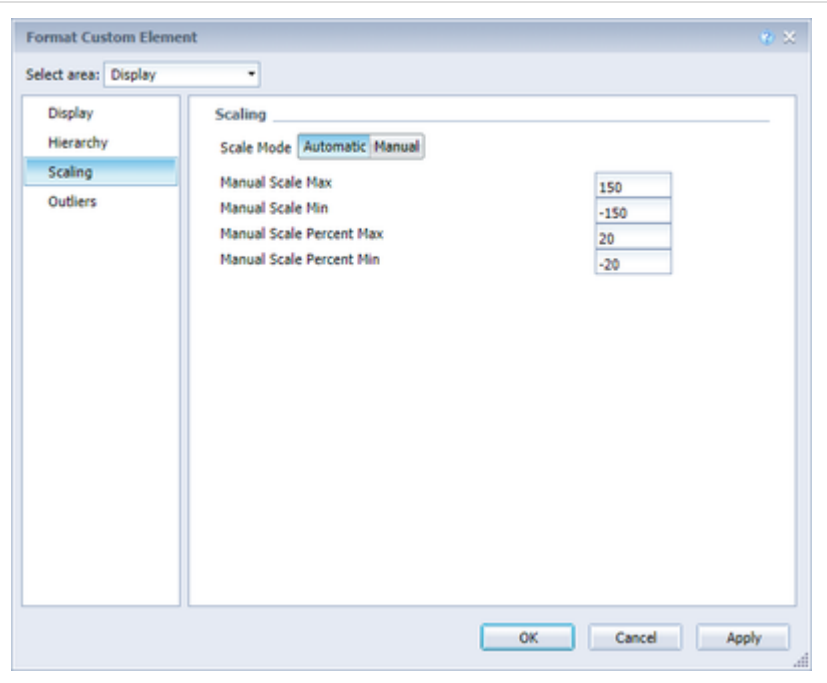 Format Custom Element
Select area: Display
Display
Hierarchy
Scaling
Outliers
Scaling
Scale Mode Automatic Manual
Manual Scale Max 150
Manual Scale Min -150
Manual Scale Percent Max 20
Manual Scale Percent Min -20
OK Cancel Apply